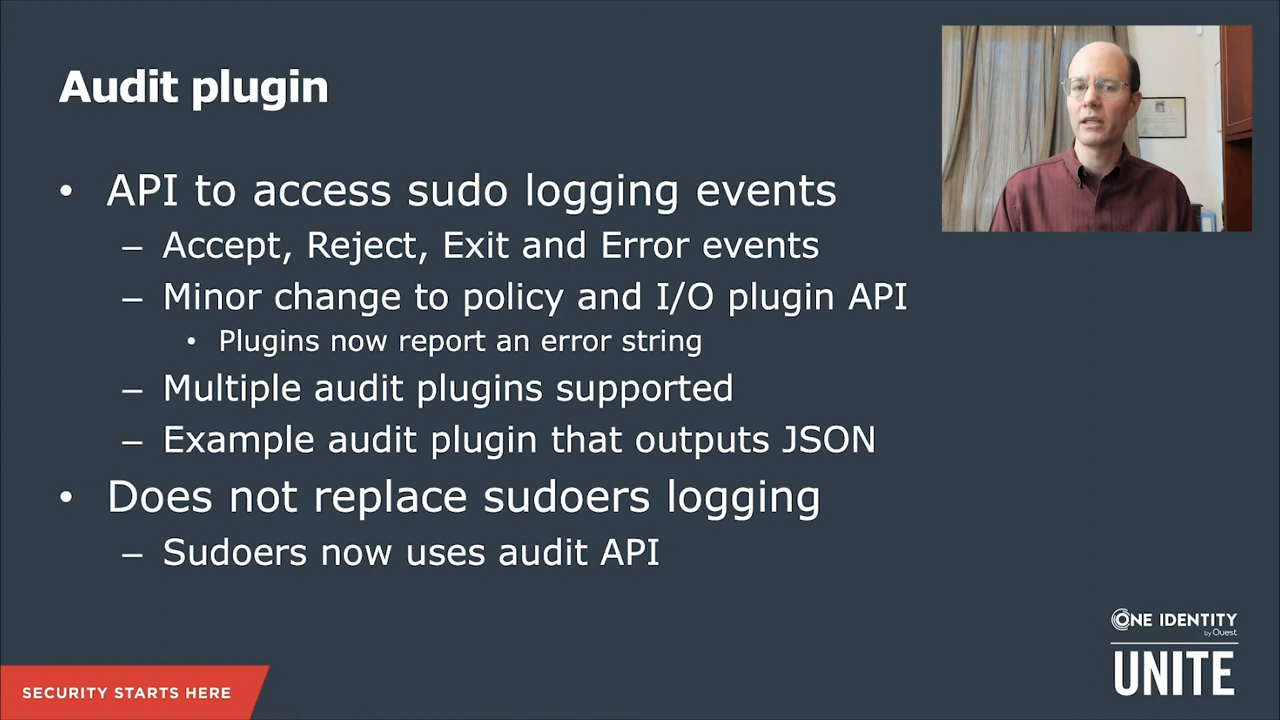 Audit plugin
• API to access sudo logging events
– Accept, Reject, Exit and Error events
– Minor change to policy and I/O plugin API
• Plugins now report an error string
– Multiple audit plugins supported
– Example audit plugin that outputs JSON
• Does not replace sudoers logging
– Sudoers now uses audit API
ONE IDENTITY
by Quest
UNITE
SECURITY STARTS HERE